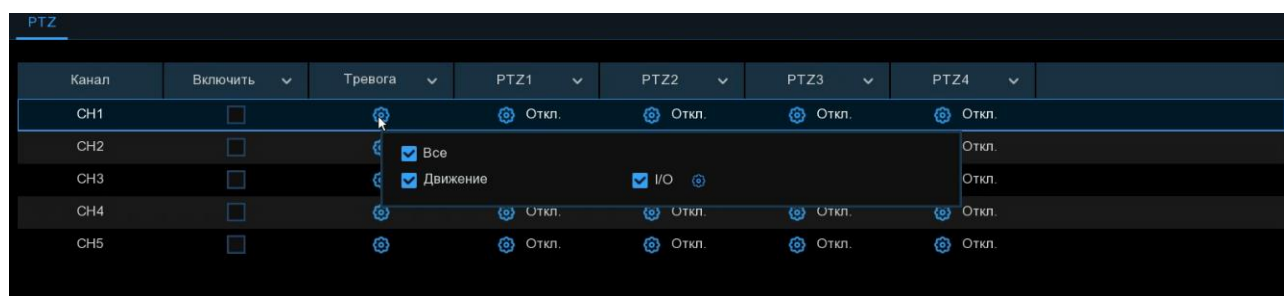 PTZ
Канал Включить Тревога PTZ1 PTZ2 PTZ3 PTZ4
CH1 Откл. Откл. Откл. Откл.
CH2 Все Откл.
CH3 Движение I/O Откл.
CH4 Откл. Откл. Откл. Откл.
CH5 Откл. Откл. Откл. Откл.